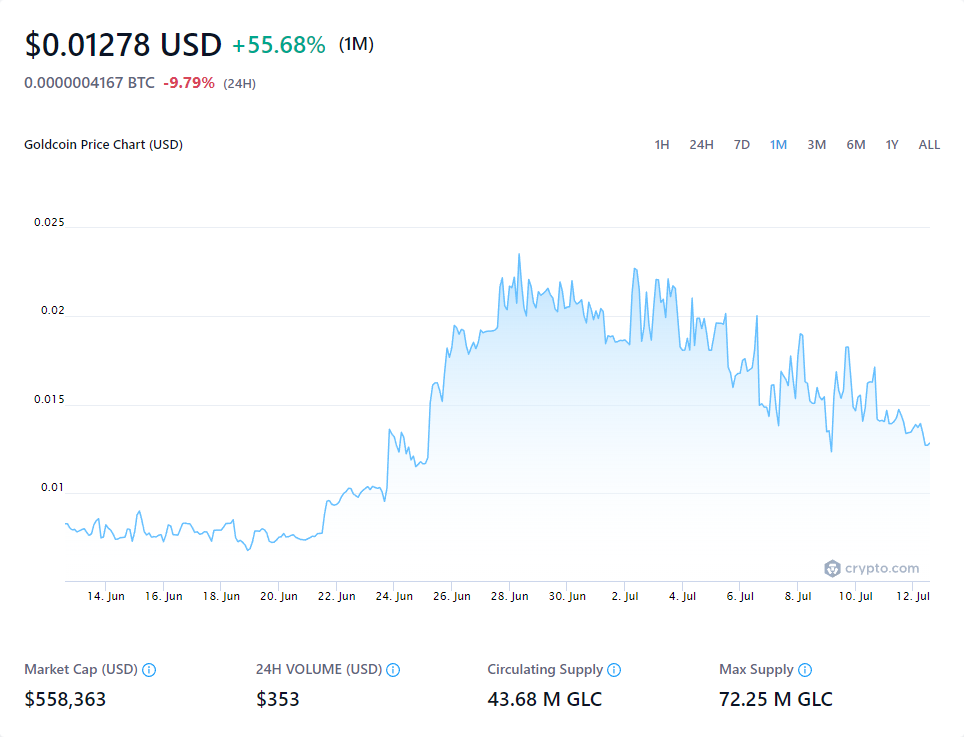 $0.01278 USD +55.68% (1M)
0.0000004167 BTC -9.79% (24H)
Goldcoin Price Chart (USD)
1H 24H 7D 1M 3M 6M 1Y ALL
0.025
0.02
0.015
0.01
crypto.com
14. Jun 16. Jun 18. Jun 20. Jun 22. Jun 24. Jun 26. Jun 28. Jun 30. Jun 2. Jul 4. Jul 6. Jul 8. Jul 10. Jul 12. Jul
Market Cap (USD) 24H VOLUME (USD) Circulating Supply Max Supply
$558,363 $353 43.68 M GLC 72.25 M GLC